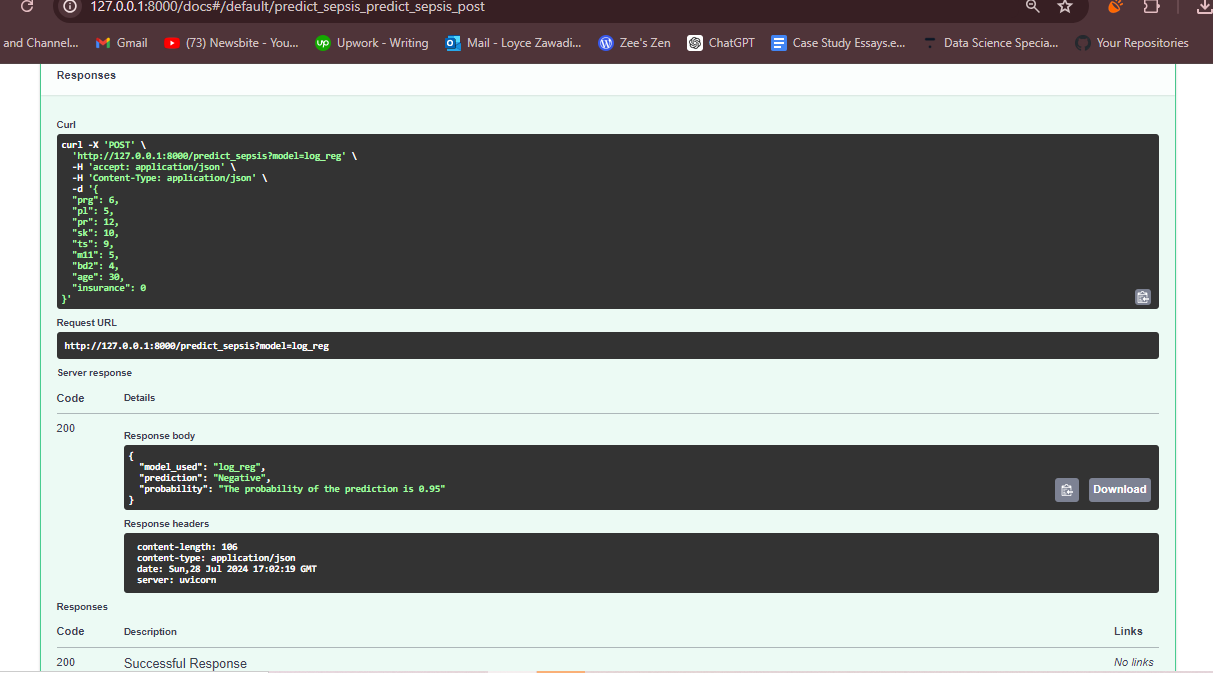 127.0.0.1:8000/docs#/default/predict_sepsis_predict_sepsis_post
and Channel... Gmail (73) Newsbite - You... up Upwork - Writing Mail - Loyce Zawadi... Zee's Zen ChatGPT Case Study Essays.e... Data Science Specia... Your Repositories
Responses
Curl
curl -X 'POST' \
'http://127.0.0.1:8000/predict_sepsis?model=log_reg' \
-H 'accept: application/json' \
-H 'Content-Type: application/json' \
-d '{
"prg": 6,
"pl": 5,
"pr": 12,
"sk": 10,
"ts": 9,
"m11": 5,
"bd2": 4,
"age": 30,
"insurance": 0
}'
Request URL
http://127.0.0.1:8000/predict_sepsis?model=log_reg
Server response
Code Details
200
Response body
{
"model_used": "log_reg",
"prediction": "Negative",
"probability": "The probability of the prediction is 0.95"
}
Download
Response headers
content-length: 106
content-type: application/json
date: Sun,28 Jul 2024 17:02:19 GMT
server: uvicorn
Responses
Code Description Links
200 Successful Response No links